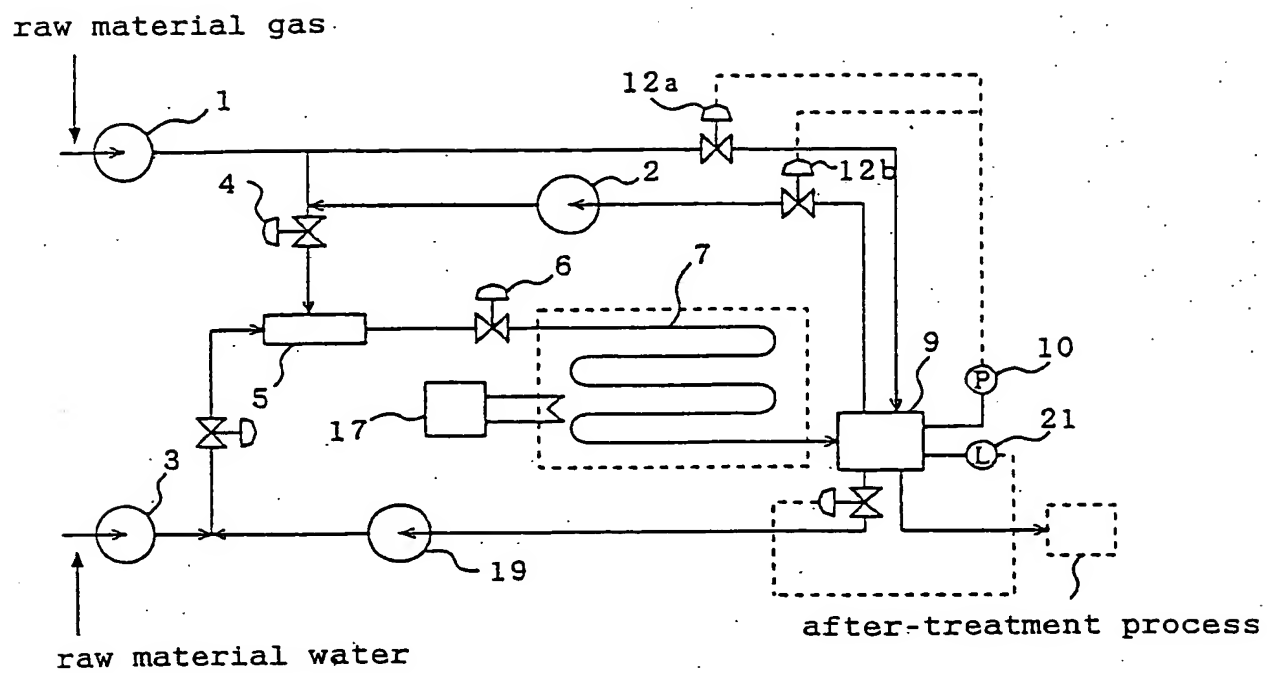 raw material gas
1
12a
12b
4
2
6
7
5
9
10
P
17
21
L
3
19
after-treatment process
raw material water